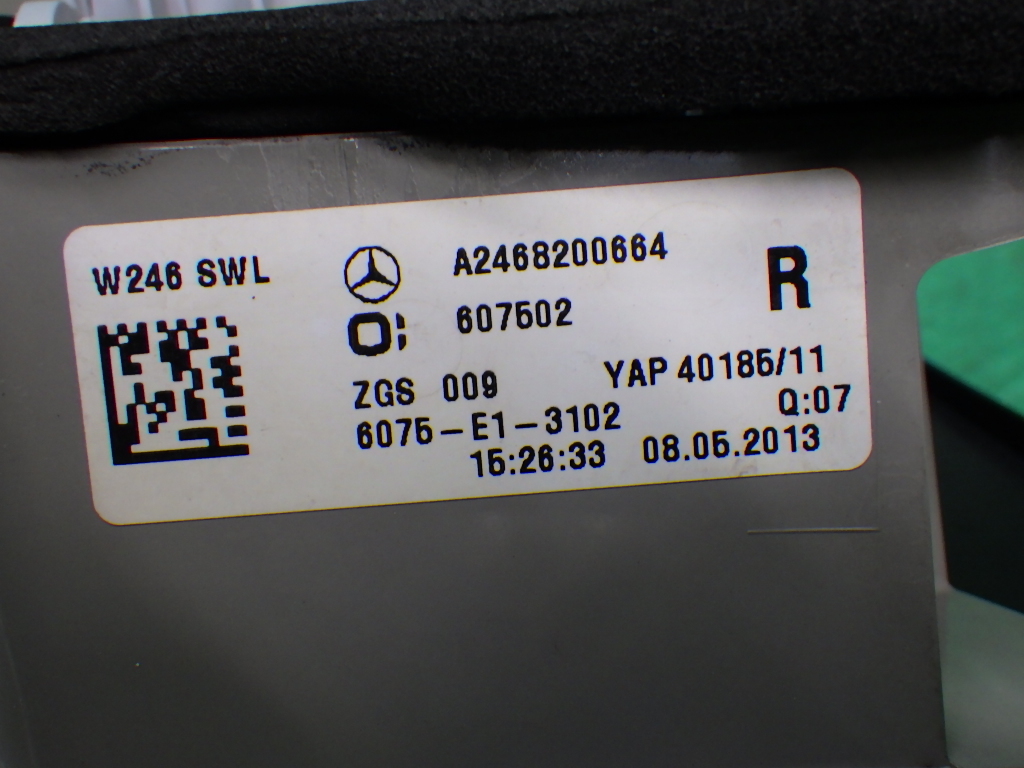 W246 SWL
A2468200664
R
607502
ZGS 009
YAP 40185/11
6075-E1-3102
Q:07
15:26:33 08.05.2013